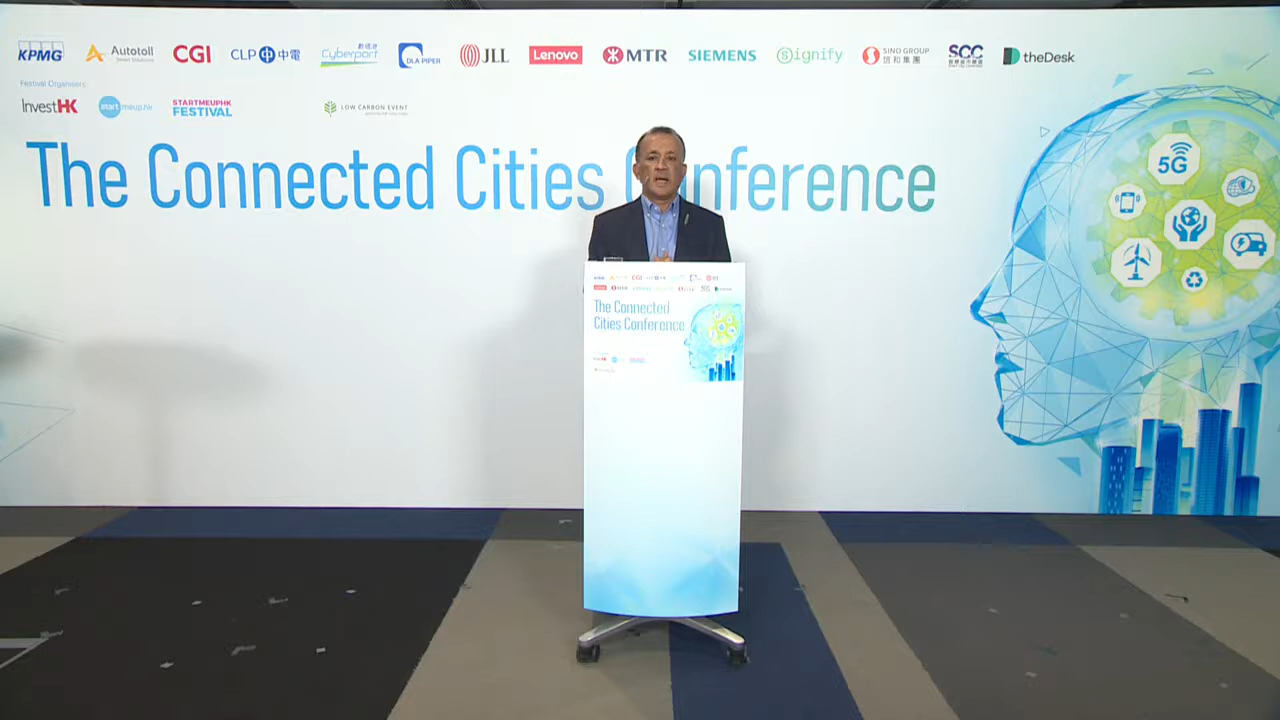 KPMG Autotoll Smart Solutions CGI CLP 中電 數碼港 Cyberport DLA PIPER JLL Lenovo MTR SIEMENS Signify SINO GROUP 信和集團 SCC theDesk
Festival Organisers:
InvestHK startmeup.hk STARTMEUPHK FESTIVAL LOW CARBON EVENT
The Connected Cities Conference
5G
CGI
The Connected
Cities Conference